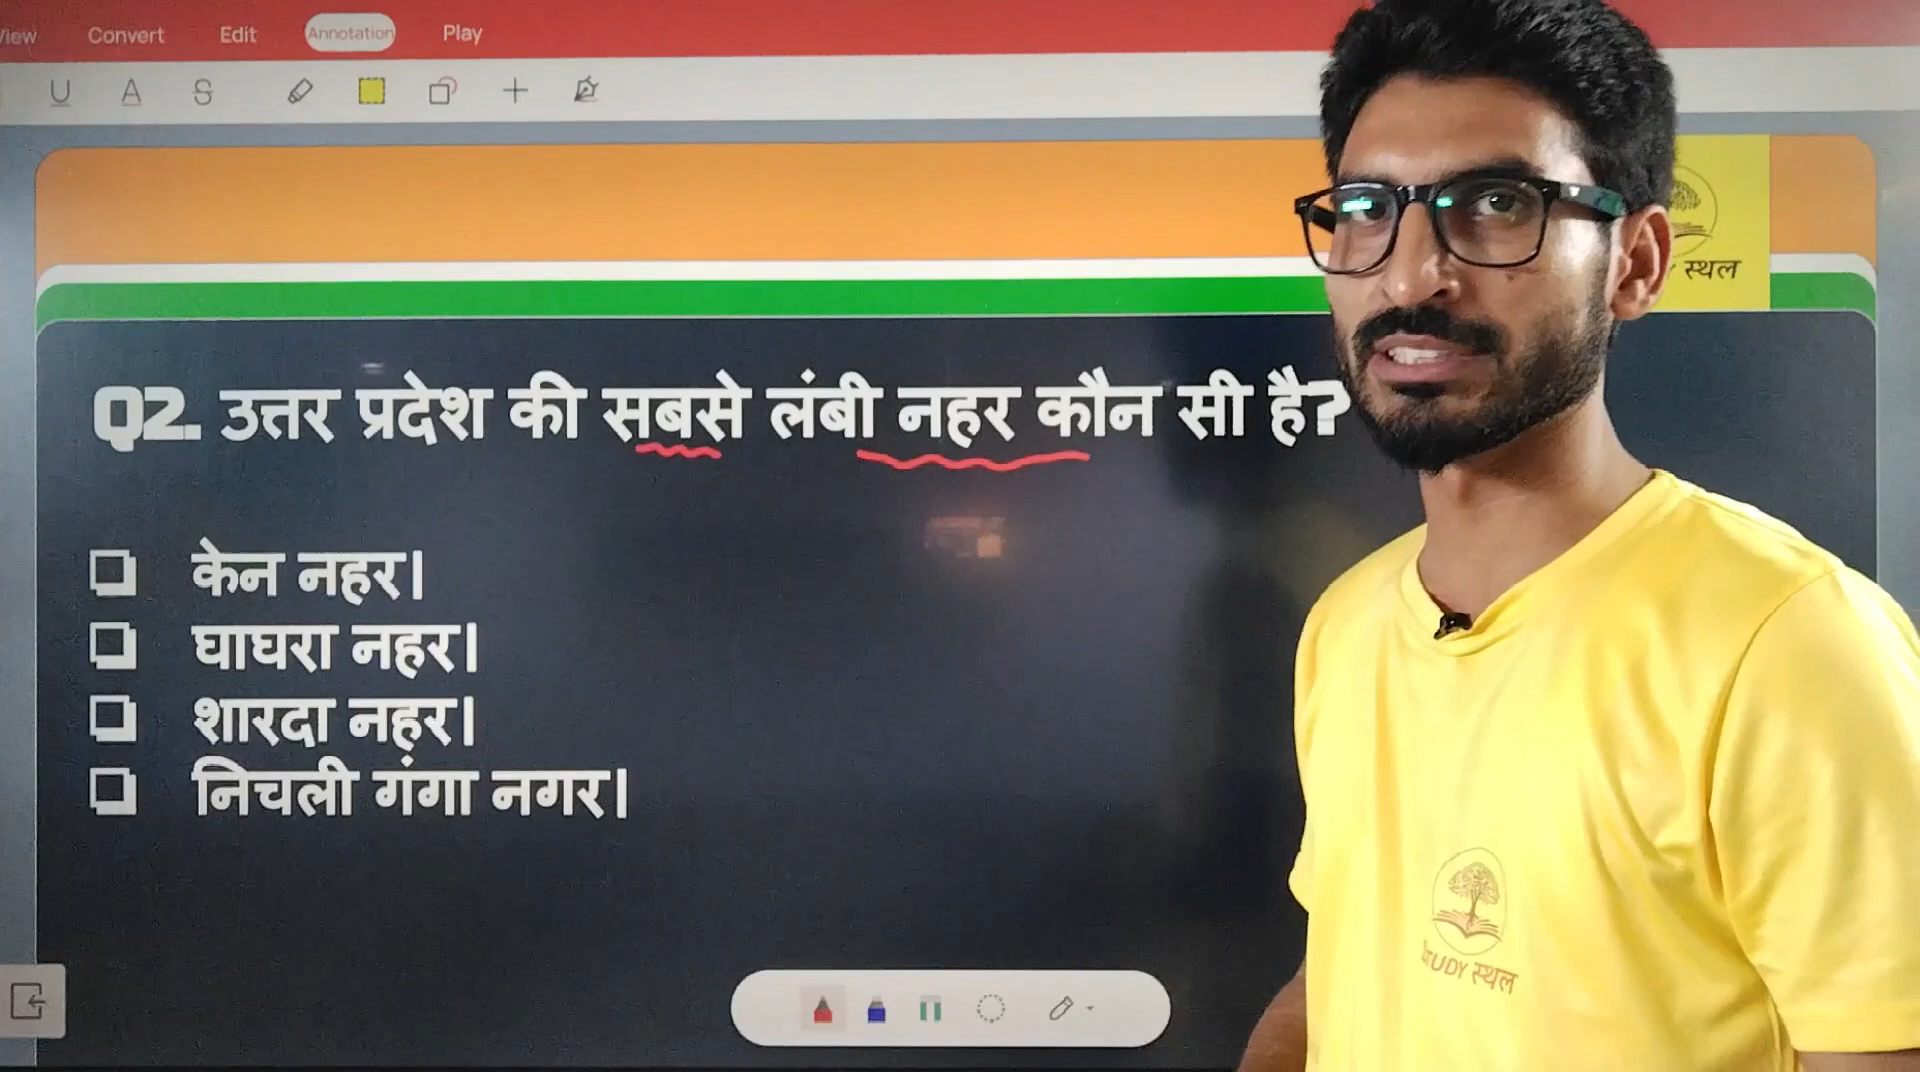 View Convert Edit Annotation Play
U A S
स्थल
Q2. उत्तर प्रदेश की सबसे लंबी नहर कौन सी है?
केन नहर।
घाघरा नहर।
शारदा नहर।
निचली गंगा नगर।
STUDY स्थल